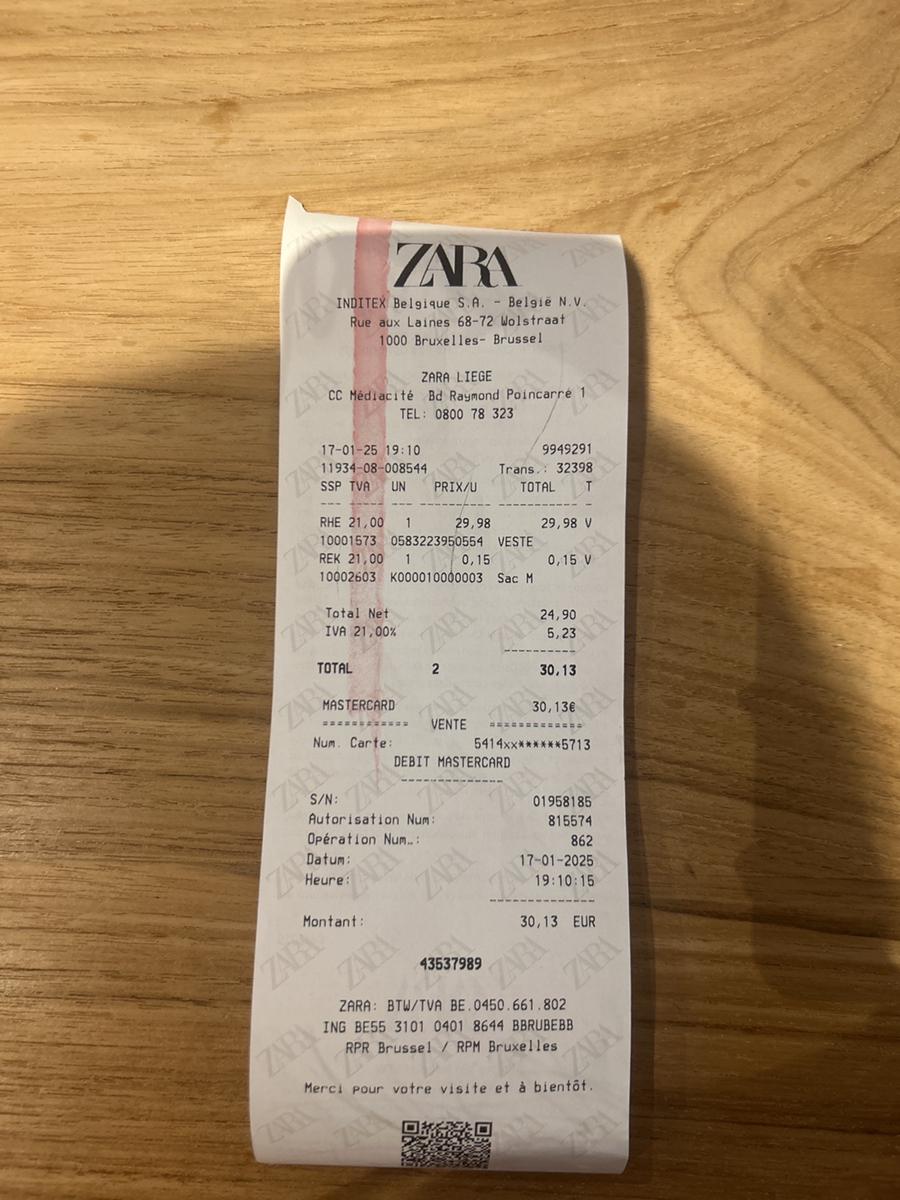 ZARA
INDITEX Belgique S.A. - België N.V.
Rue aux Laines 68-72 Wolstraat
1000 Bruxelles- Brussel
ZARA LIEGE
CC Médiacité Bd Raymond Poincarré 1
TEL: 0800 78 323
17-01-25 19:10 9949291
11934-08-008544 Trans.: 32398
SSP TVA UN PRIX/U TOTAL T
--- ----- --- -------- ---------- -
RHE 21,00 1 29,98 29,98 V
10001573 0583223950554 VESTE
REK 21,00 1 0,15 0,15 V
10002603 K000010000003 Sac M
Total Net 24,90
IVA 21,00% 5,23
----------
TOTAL 2 30,13
MASTERCARD 30,13€
============ VENTE =============
Num. Carte: 5414xx******5713
DEBIT MASTERCARD
--------------
S/N: 01958185
Autorisation Num: 815574
Opération Num..: 862
Datum: 17-01-2025
Heure: 19:10:15
--------------
Montant: 30,13 EUR
43537989
ZARA: BTW/TVA BE.0450.661.802
ING BE55 3101 0401 8644 BBRUBEBB
RPR Brussel / RPM Bruxelles
Merci pour votre visite et à bientôt.